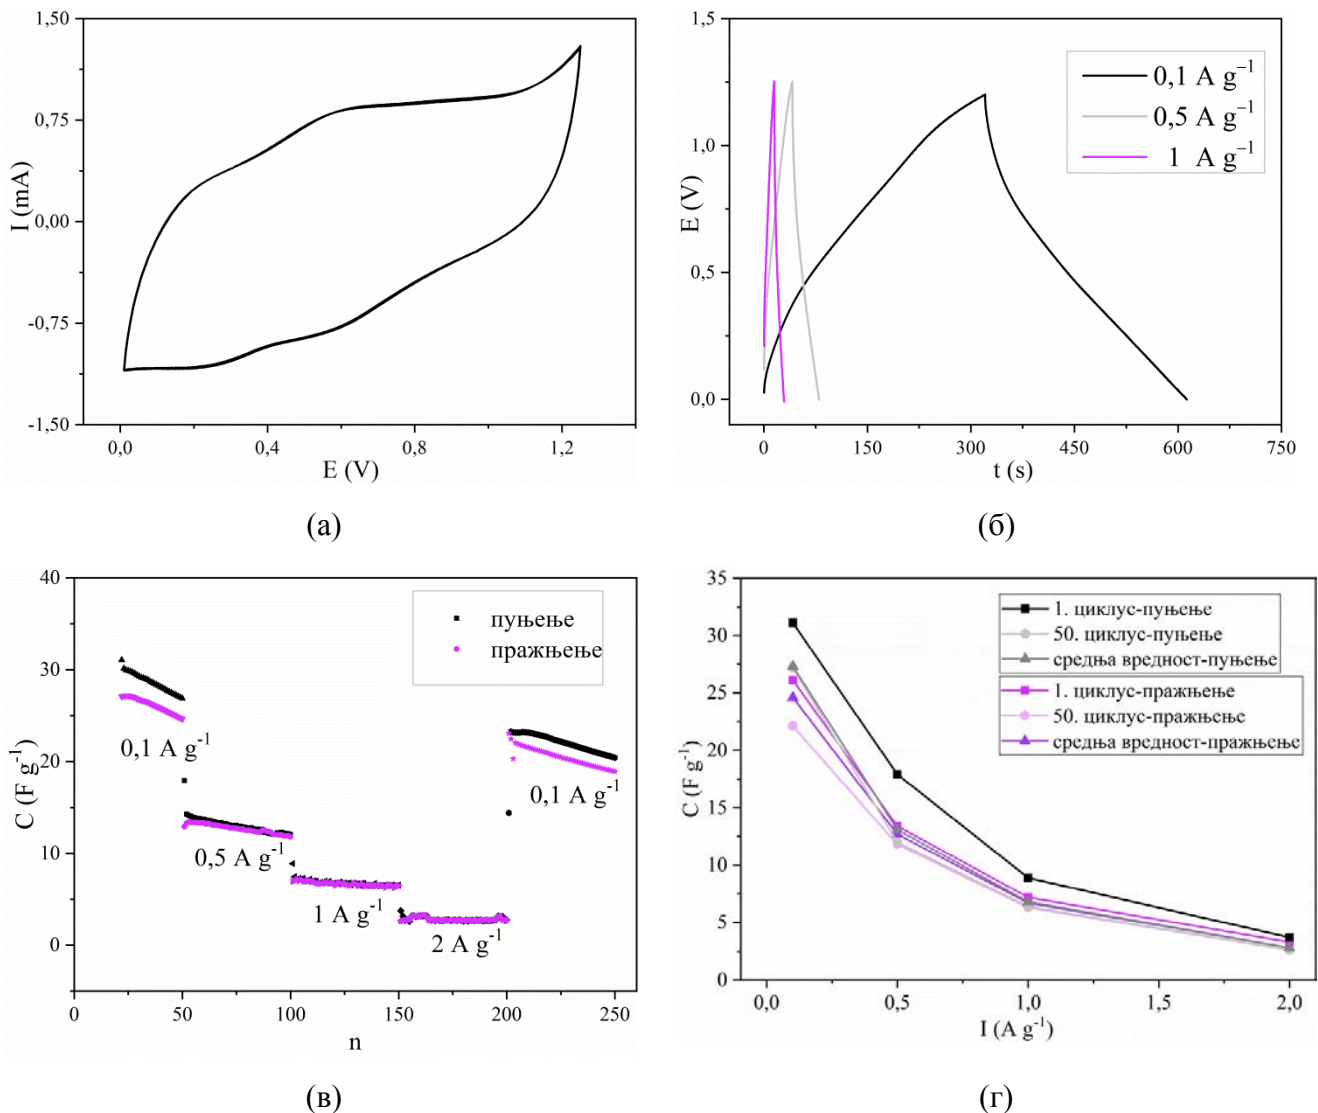 1,50
0,75
0,00
-0,75
-1,50
I (mA)
0,0
0,4
0,8
1,2
E (V)
(а)
1,5
1,0
0,5
0,0
E (V)
0,1 A g⁻¹
0,5 A g⁻¹
1 A g⁻¹
0
150
300
450
600
750
t (s)
(б)
40
30
20
10
0
C (F g⁻¹)
пуњење
пражњење
0,1 A g⁻¹
0,5 A g⁻¹
1 A g⁻¹
2 A g⁻¹
0,1 A g⁻¹
0
50
100
150
200
250
n
(в)
35
30
25
20
15
10
5
0
C (F g⁻¹)
1. циклус-пуњење
50. циклус-пуњење
средња вредност-пуњење
1. циклус-пражњење
50. циклус-пражњење
средња вредност-пражњење
0,0
0,5
1,0
1,5
2,0
I (A g⁻¹)
(г)